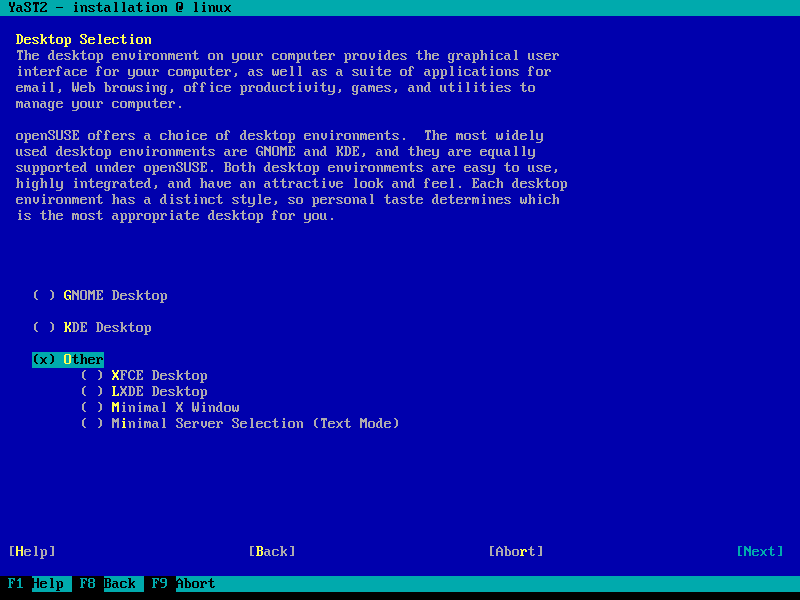 YaST2 - installation @ linux
Desktop Selection
The desktop environment on your computer provides the graphical user
interface for your computer, as well as a suite of applications for
email, Web browsing, office productivity, games, and utilities to
manage your computer.
openSUSE offers a choice of desktop environments.  The most widely
used desktop environments are GNOME and KDE, and they are equally
supported under openSUSE. Both desktop environments are easy to use,
highly integrated, and have an attractive look and feel. Each desktop
environment has a distinct style, so personal taste determines which
is the most appropriate desktop for you.
( ) GNOME Desktop
( ) KDE Desktop
(x) Other
( ) XFCE Desktop
( ) LXDE Desktop
( ) Minimal X Window
( ) Minimal Server Selection (Text Mode)
[Help] [Back] [Abort] [Next]
F1 Help F8 Back F9 Abort